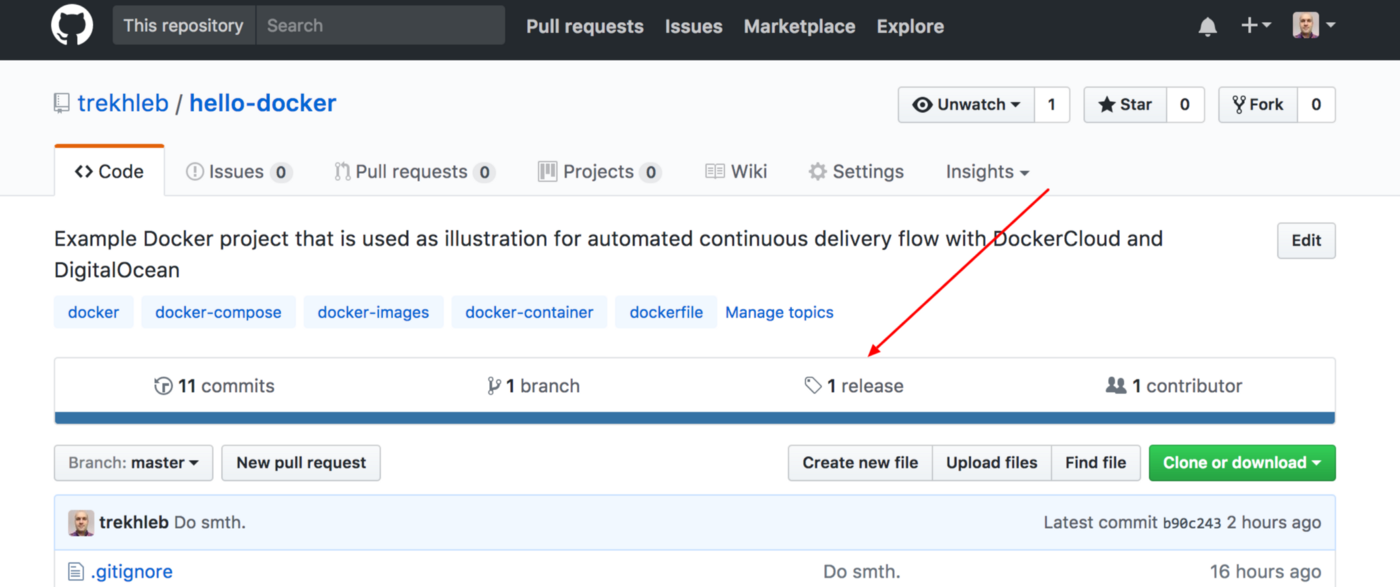 This repository Search Pull requests Issues Marketplace Explore
trekhleb / hello-docker Unwatch 1 Star 0 Fork 0
Code Issues 0 Pull requests 0 Projects 0 Wiki Settings Insights
Example Docker project that is used as illustration for automated continuous delivery flow with DockerCloud and
DigitalOcean
Edit
docker docker-compose docker-images docker-container dockerfile Manage topics
11 commits 1 branch 1 release 1 contributor
Branch: master New pull request Create new file Upload files Find file Clone or download
trekhleb Do smth. Latest commit b90c243 2 hours ago
.gitignore Do smth. 16 hours ago